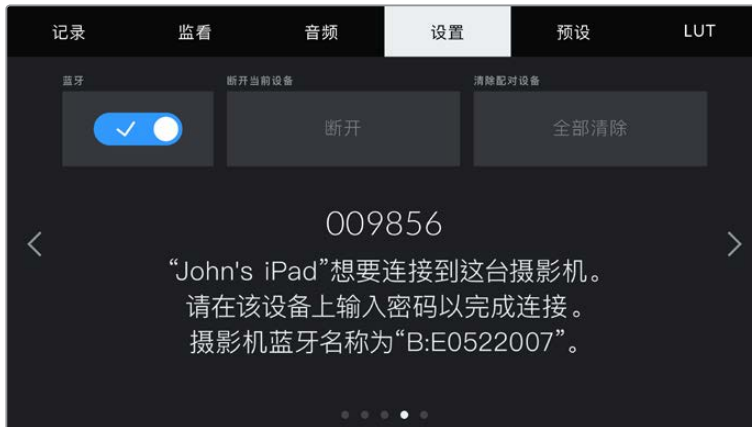 记录 监看 音频 设置 预设 LUT
蓝牙 断开当前设备 清除配对设备
断开 全部清除
009856
“John's iPad”想要连接到这台摄影机。
请在该设备上输入密码以完成连接。
摄影机蓝牙名称为“B:E0522007”。